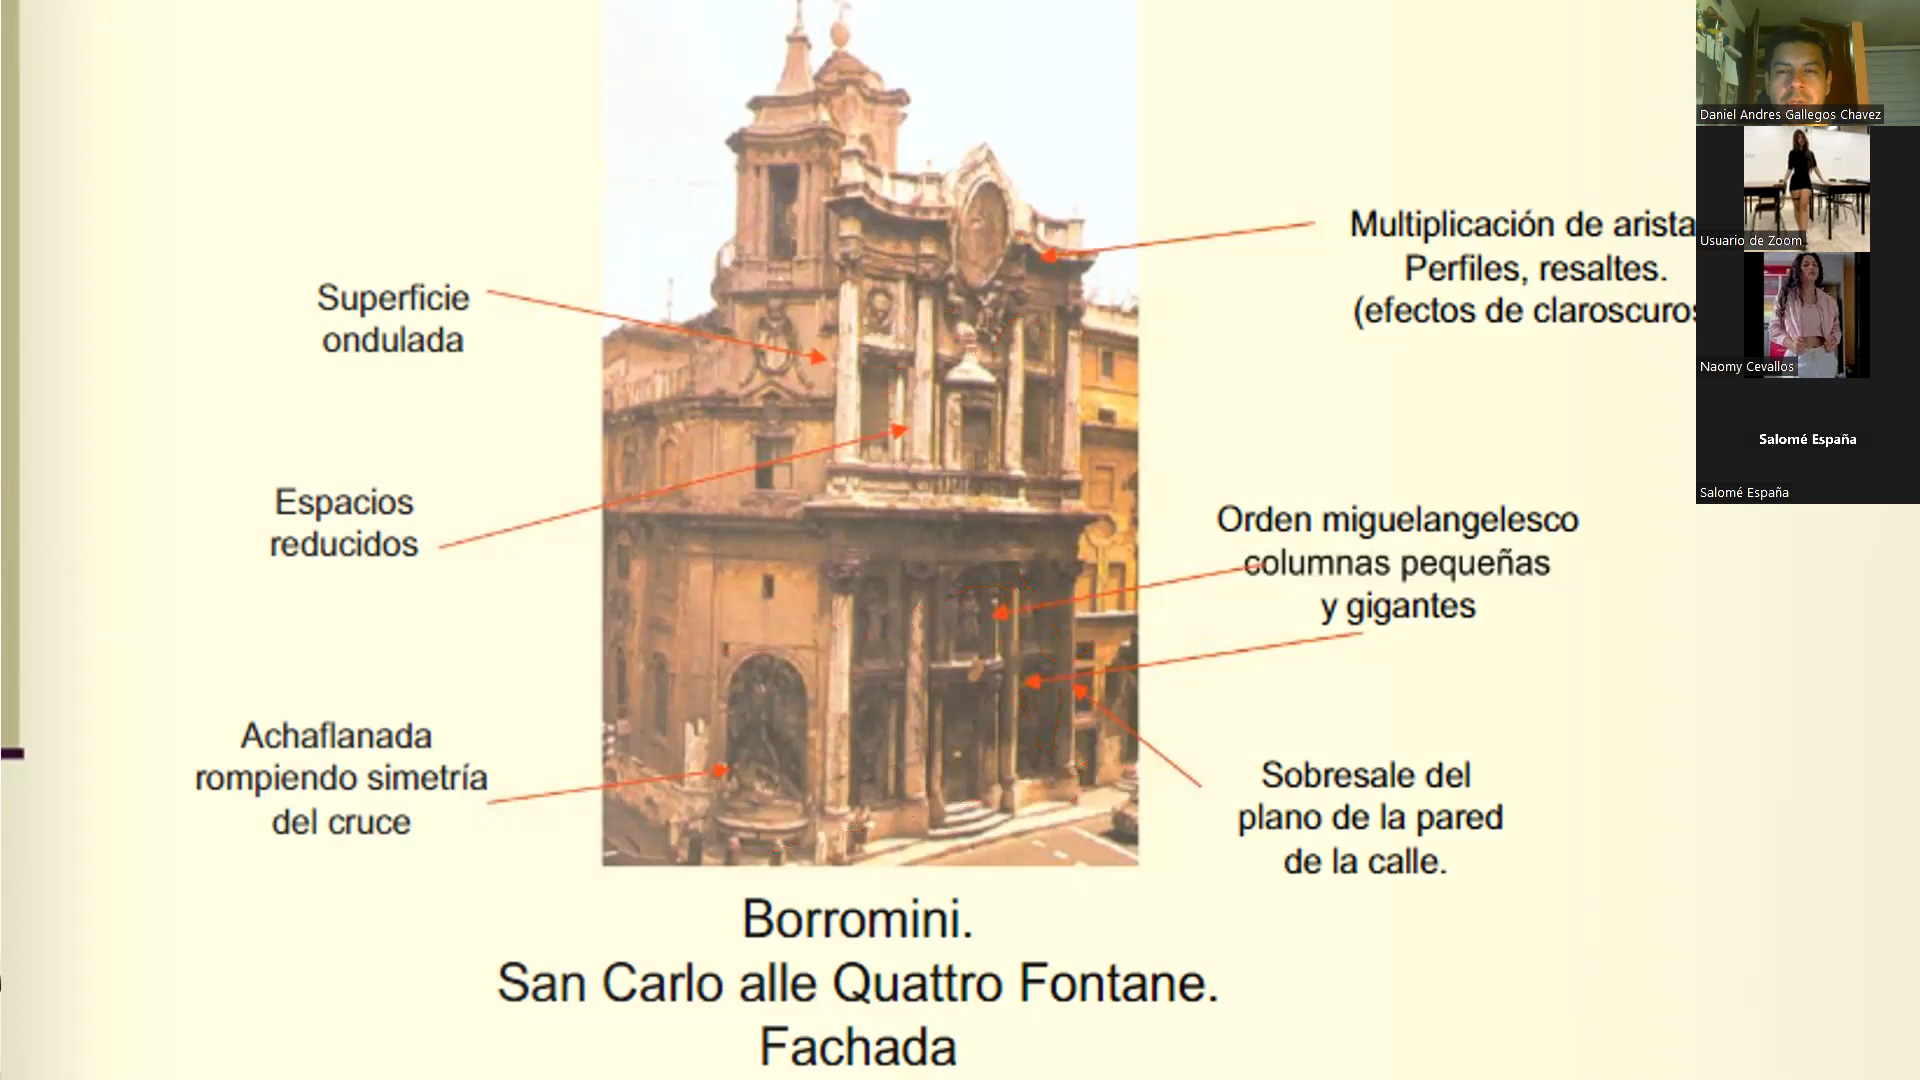 Superficie
ondulada
Espacios
reducidos
Achaflanada
rompiendo simetría
del cruce
Multiplicación de arista
Perfiles, resaltes.
(efectos de claroscuros
Orden miguelangelesco
columnas pequeñas
y gigantes
Sobresale del
plano de la pared
de la calle.
Borromini.
San Carlo alle Quattro Fontane.
Fachada
Daniel Andres Gallegos Chavez
Usuario de Zoom
Naomy Cevallos
Salomé España
Salomé España